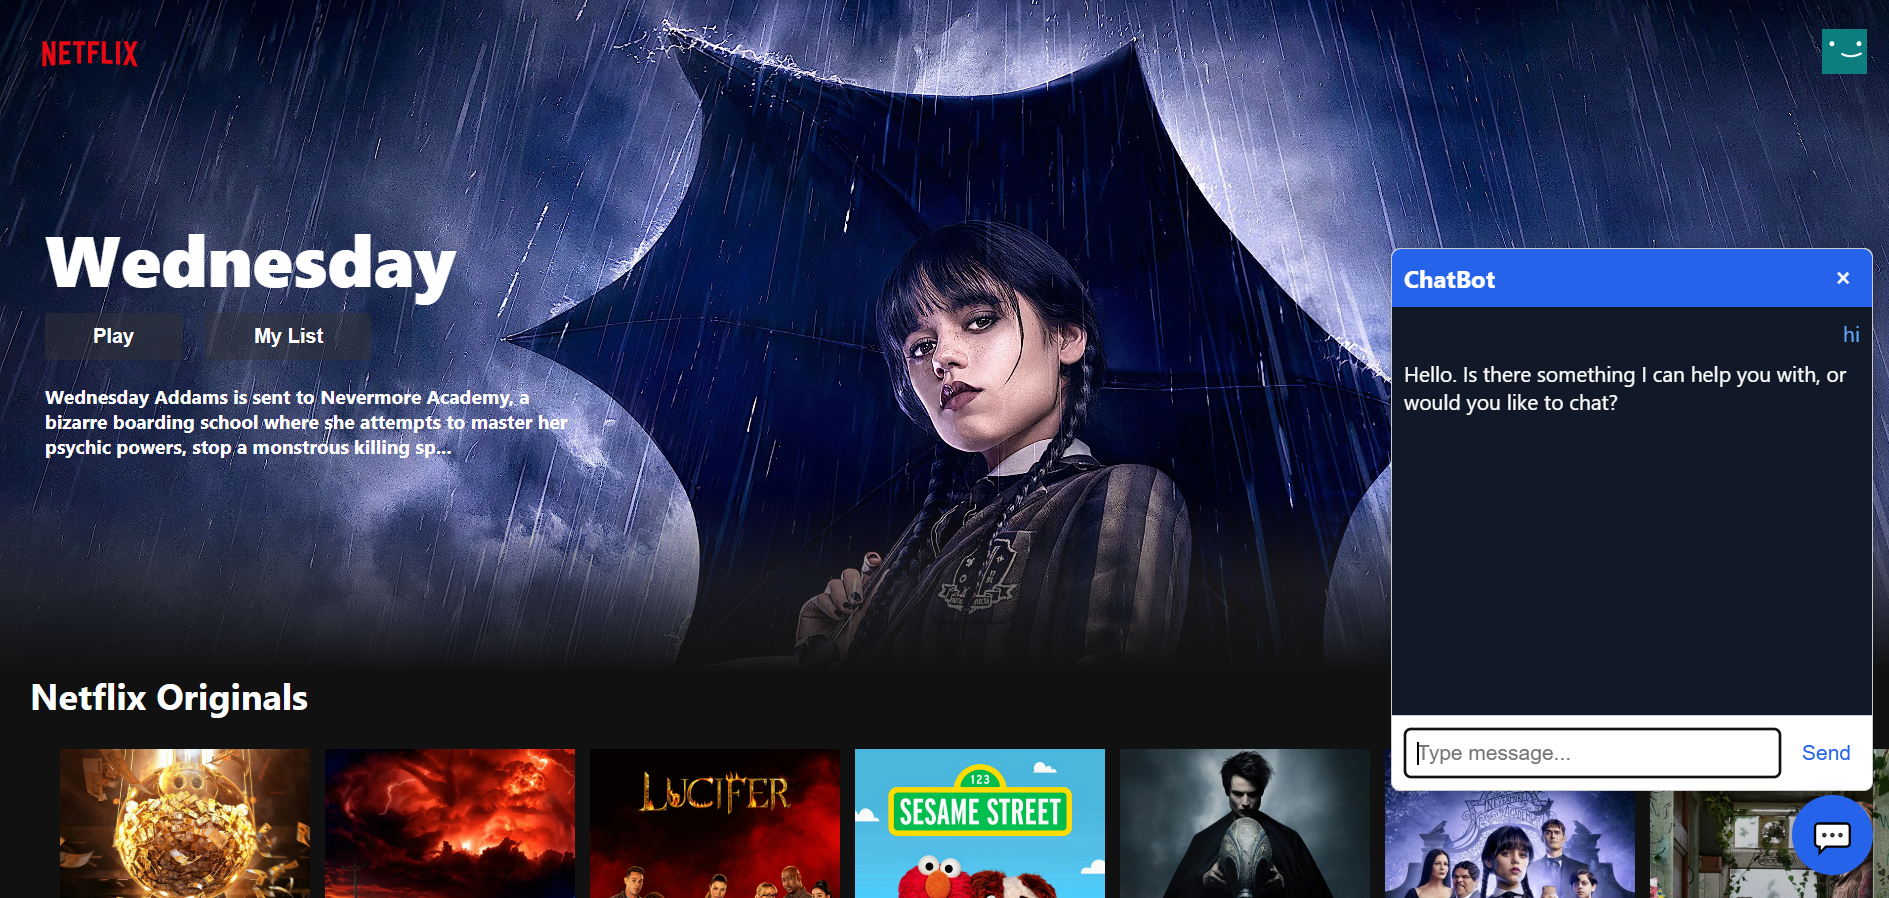 NETFLIX
Wednesday
Play
My List
Wednesday Addams is sent to Nevermore Academy, a
bizarre boarding school where she attempts to master her
psychic powers, stop a monstrous killing sp...
ChatBot
×
hi
Hello. Is there something I can help you with, or
would you like to chat?
Type message...
Send
Netflix Originals
LUCIFER
123
SESAME STREET
NEVERMORE